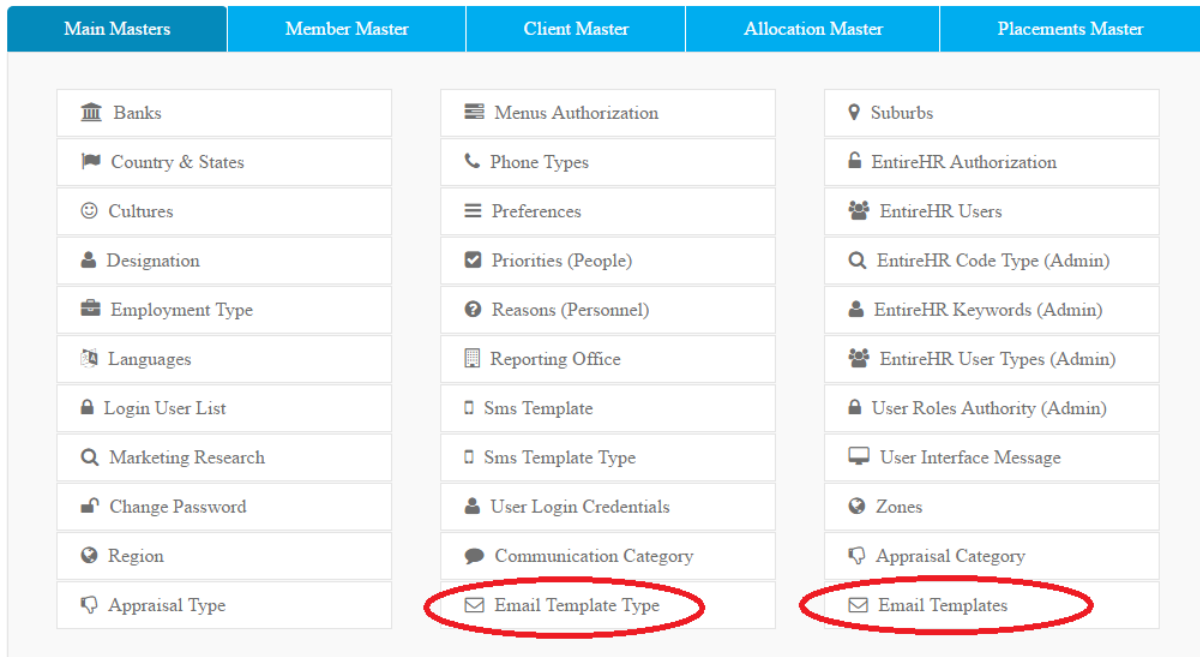 Main Masters
Member Master
Client Master
Allocation Master
Placements Master
Banks
Country & States
Cultures
Designation
Employment Type
Languages
Login User List
Marketing Research
Change Password
Region
Appraisal Type
Menus Authorization
Phone Types
Preferences
Priorities (People)
Reasons (Personnel)
Reporting Office
Sms Template
Sms Template Type
User Login Credentials
Communication Category
Email Template Type
Suburbs
EntireHR Authorization
EntireHR Users
EntireHR Code Type (Admin)
EntireHR Keywords (Admin)
EntireHR User Types (Admin)
User Roles Authority (Admin)
User Interface Message
Zones
Appraisal Category
Email Templates